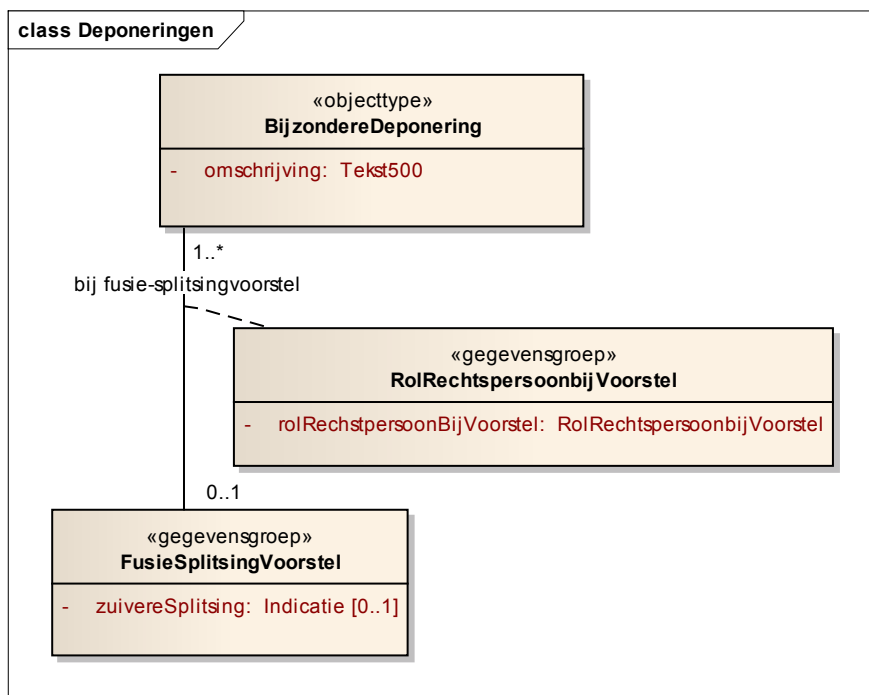 class Deponeringen
«objecttype»
BijzondereDeponering
- omschrijving: Tekst500
1..*
bij fusie-splitsingvoorstel
«gegevensgroep»
RolRechtspersoonbijVoorstel
- rolRechstpersoonBijVoorstel: RolRechtspersoonbijVoorstel
0..1
«gegevensgroep»
FusieSplitsingVoorstel
- zuivereSplitsing: Indicatie [0..1]